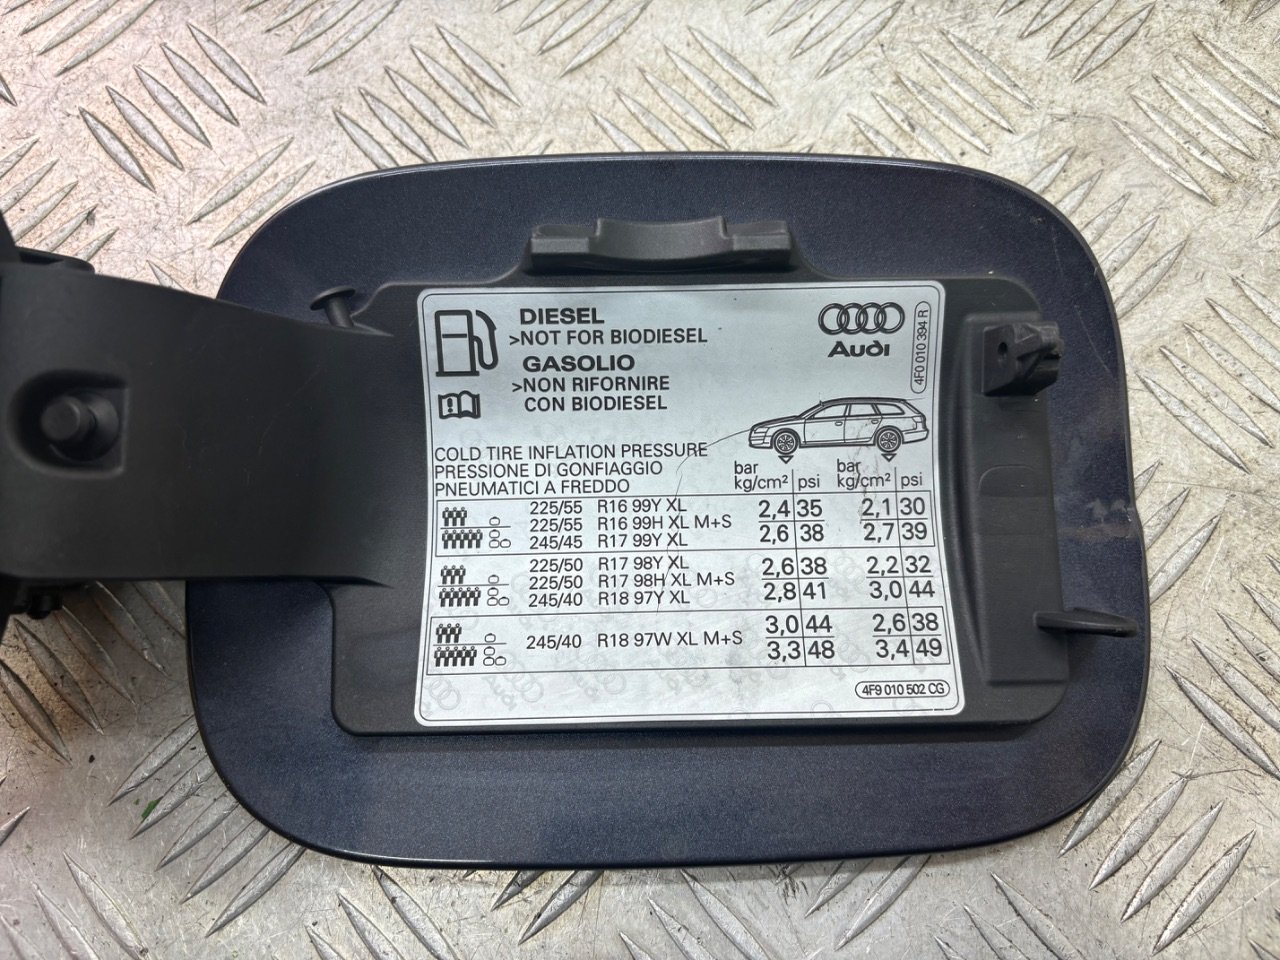 DIESEL
>NOT FOR BIODIESEL
GASOLIO
>NON RIFORNIRE
CON BIODIESEL
Audi
4F0 010 394 R
COLD TIRE INFLATION PRESSURE
PRESSIONE DI GONFIAGGIO
PNEUMATICI A FREDDO
bar kg/cm² psi bar kg/cm² psi
225/55 R16 99Y XL
225/55 R16 99H XL M+S
245/45 R17 99Y XL
2,4 35 2,1 30
2,6 38 2,7 39
225/50 R17 98Y XL
225/50 R17 98H XL M+S
245/40 R18 97Y XL
2,6 38 2,2 32
2,8 41 3,0 44
245/40 R18 97W XL M+S
3,0 44 2,6 38
3,3 48 3,4 49
4F9 010 502 CG